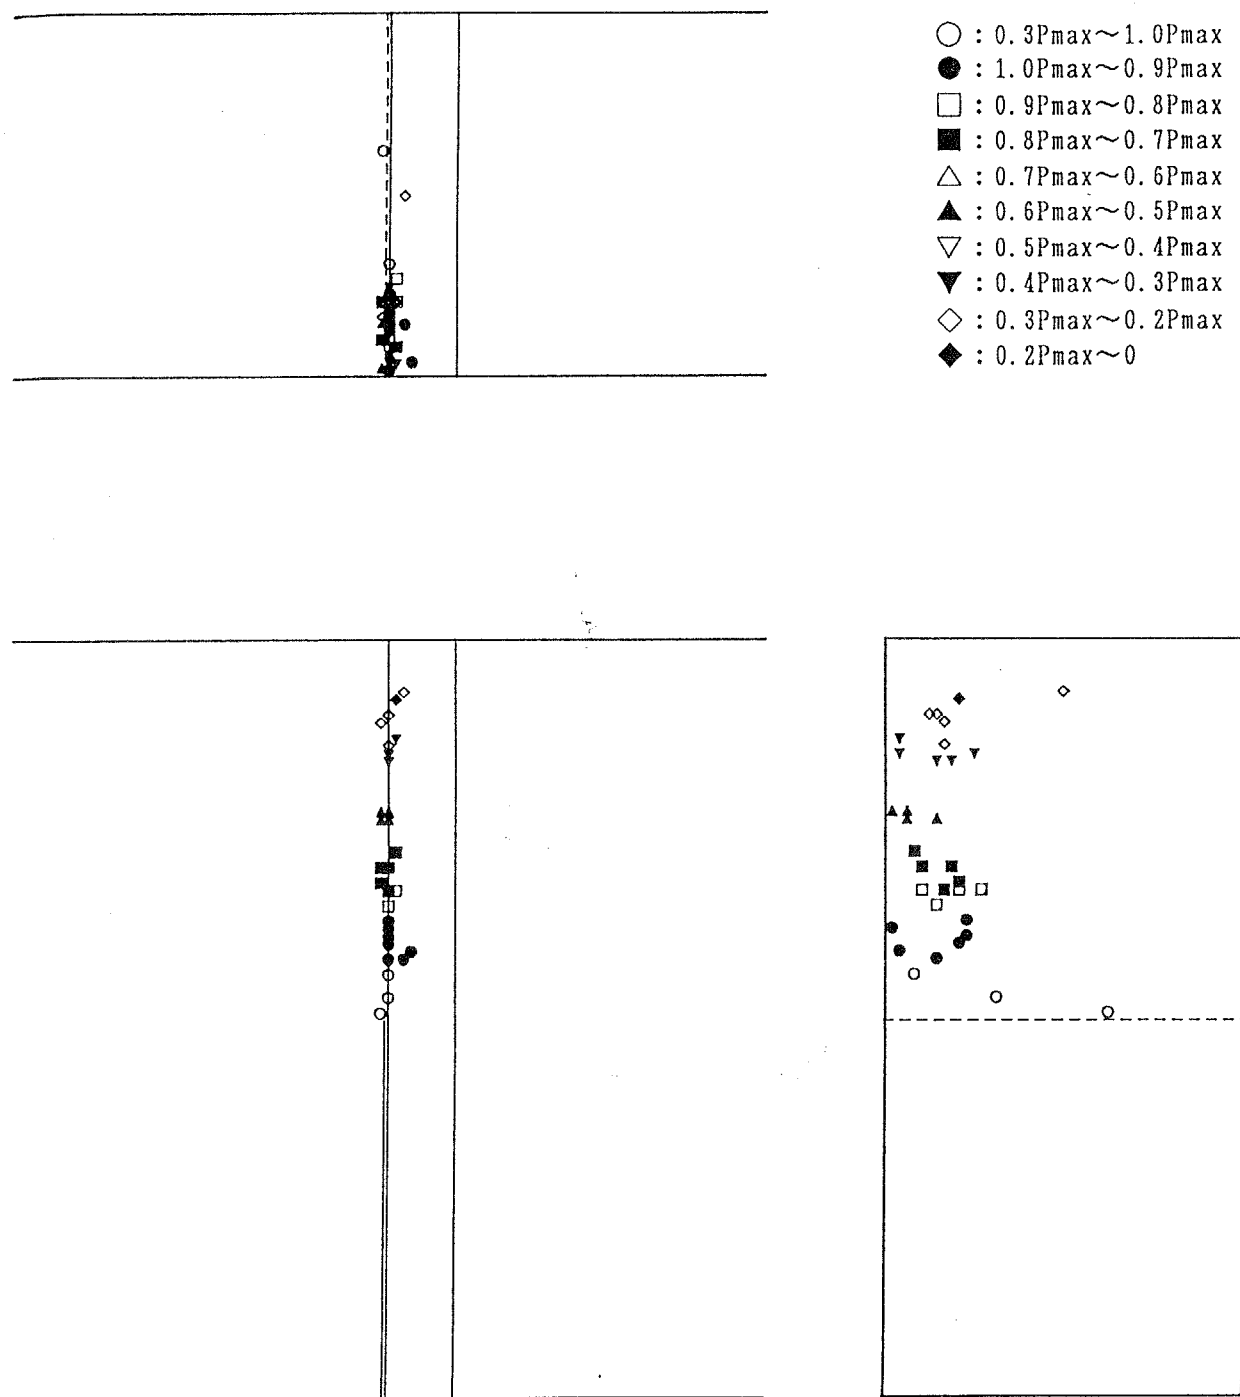 ○ : 0.3Pmax～1.0Pmax
● : 1.0Pmax～0.9Pmax
□ : 0.9Pmax～0.8Pmax
■ : 0.8Pmax～0.7Pmax
△ : 0.7Pmax～0.6Pmax
▲ : 0.6Pmax～0.5Pmax
▽ : 0.5Pmax～0.4Pmax
▼ : 0.4Pmax～0.3Pmax
◇ : 0.3Pmax～0.2Pmax
◆ : 0.2Pmax～0